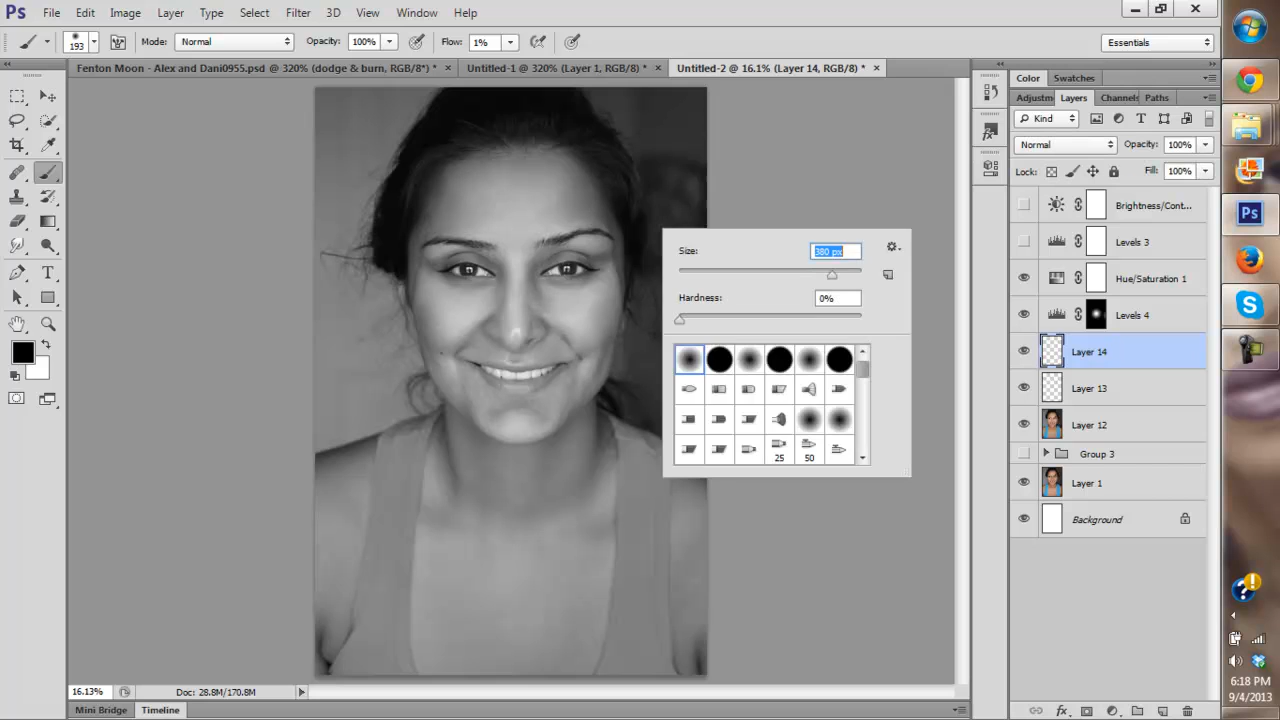 Ps File Edit Image Layer Type Select Filter 3D View Window Help
193 Mode: Normal Opacity: 100% Flow: 1% Essentials
Fenton Moon - Alex and Dani0955.psd @ 320% (dodge & burn, RGB/8*) * × Untitled-1 @ 320% (Layer 1, RGB/8) * × Untitled-2 @ 16.1% (Layer 14, RGB/8) * ×
Color Swatches
Adjustm Layers Channels Paths
Kind
Normal Opacity: 100%
Lock: Fill: 100%
Brightness/Cont...
Levels 3
Hue/Saturation 1
Levels 4
Layer 14
Layer 13
Layer 12
Group 3
Layer 1
Background
Size: 380 px
Hardness: 0%
25 50
16.13% Doc: 28.8M/170.8M
Mini Bridge Timeline
fx
6:18 PM
9/4/2013